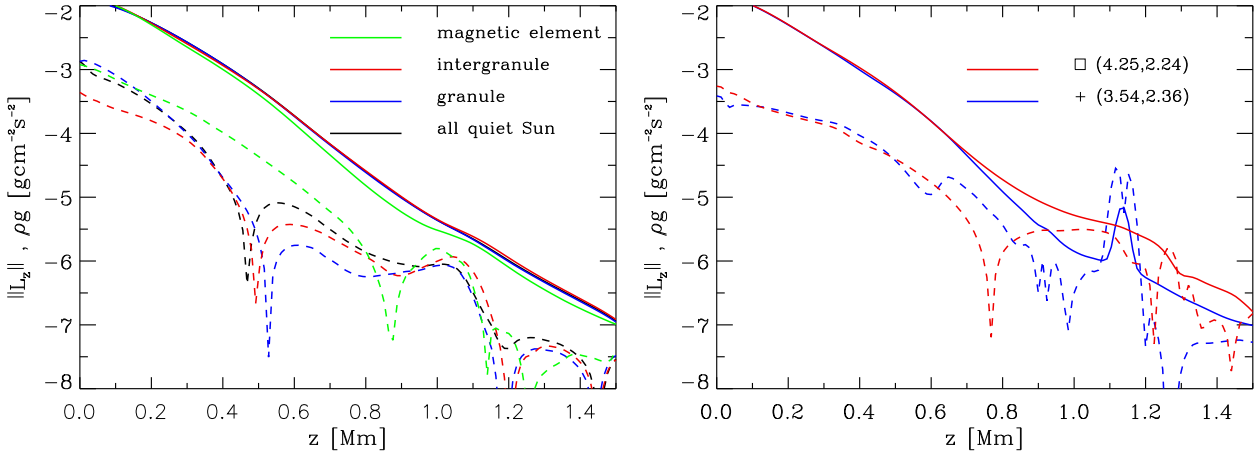 ‖L_z‖ , ρg [gcm⁻²s⁻²]
-2
-3
-4
-5
-6
-7
-8
magnetic element
intergranule
granule
all quiet Sun
0.0 0.2 0.4 0.6 0.8 1.0 1.2 1.4
z [Mm]
‖L_z‖ , ρg [gcm⁻²s⁻²]
-2
-3
-4
-5
-6
-7
-8
□ (4.25,2.24)
+ (3.54,2.36)
0.0 0.2 0.4 0.6 0.8 1.0 1.2 1.4
z [Mm]